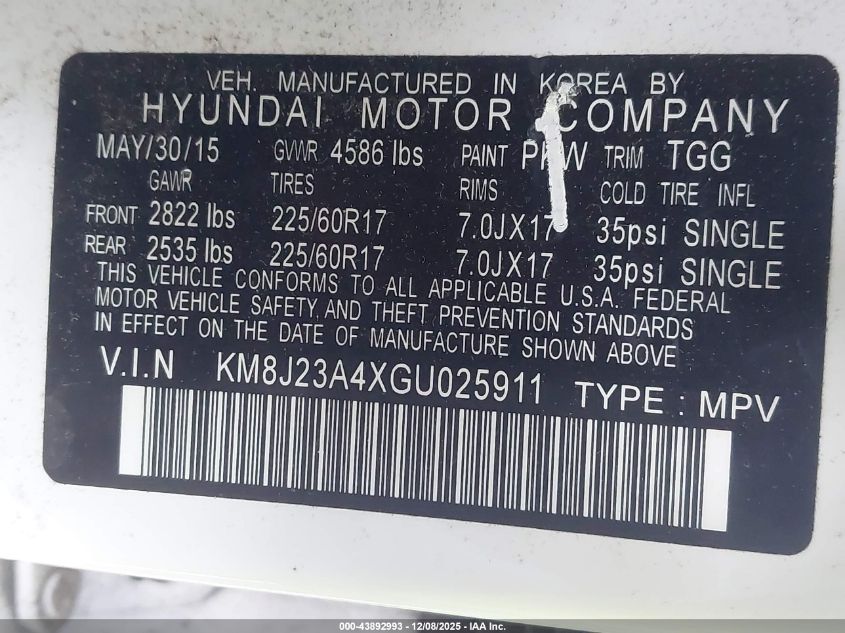 VEH. MANUFACTURED IN KOREA BY
HYUNDAI MOTOR COMPANY
MAY/30/15 GVWR 4586 lbs PAINT TRIM TGG
GAWR TIRES RIMS COLD TIRE INFL
FRONT 2822 lbs 225/60R17 7.0JX17 35psi SINGLE
REAR 2535 lbs 225/60R17 7.0JX17 35psi SINGLE
THIS VEHICLE CONFORMS TO ALL APPLICABLE U.S.A. FEDERAL
MOTOR VEHICLE SAFETY, AND THEFT PREVENTION STANDARDS
IN EFFECT ON THE DATE OF MANUFACTURE SHOWN ABOVE
V.I.N KM8J23A4XGU025911 TYPE : MPV
000-43892993 - 12/08/2025 - IAA Inc.